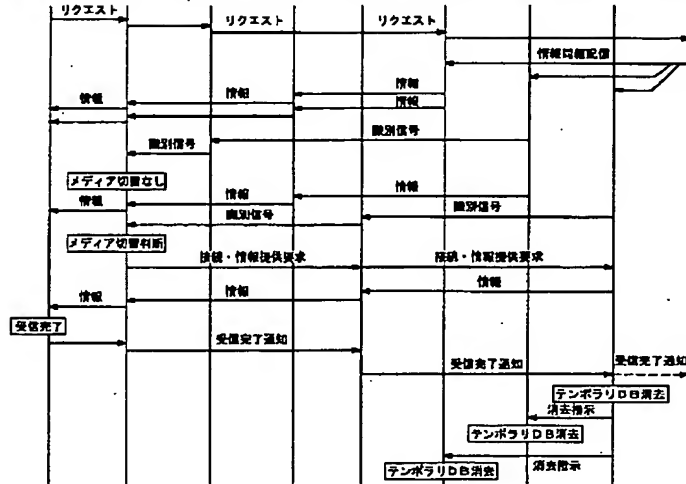 リクエスト
リクエスト
リクエスト
情報同報配信
情報
情報
情報
情報
識別信号
識別信号
メディア切替なし
情報
情報
情報
識別信号
識別信号
メディア切替判断
接続・情報提供要求
接続・情報提供要求
情報
情報
情報
受信完了
受信完了通知
受信完了通知
受信完了通知
テンポラリDB消去
消去指示
テンポラリDB消去
消去指示
テンポラリDB消去